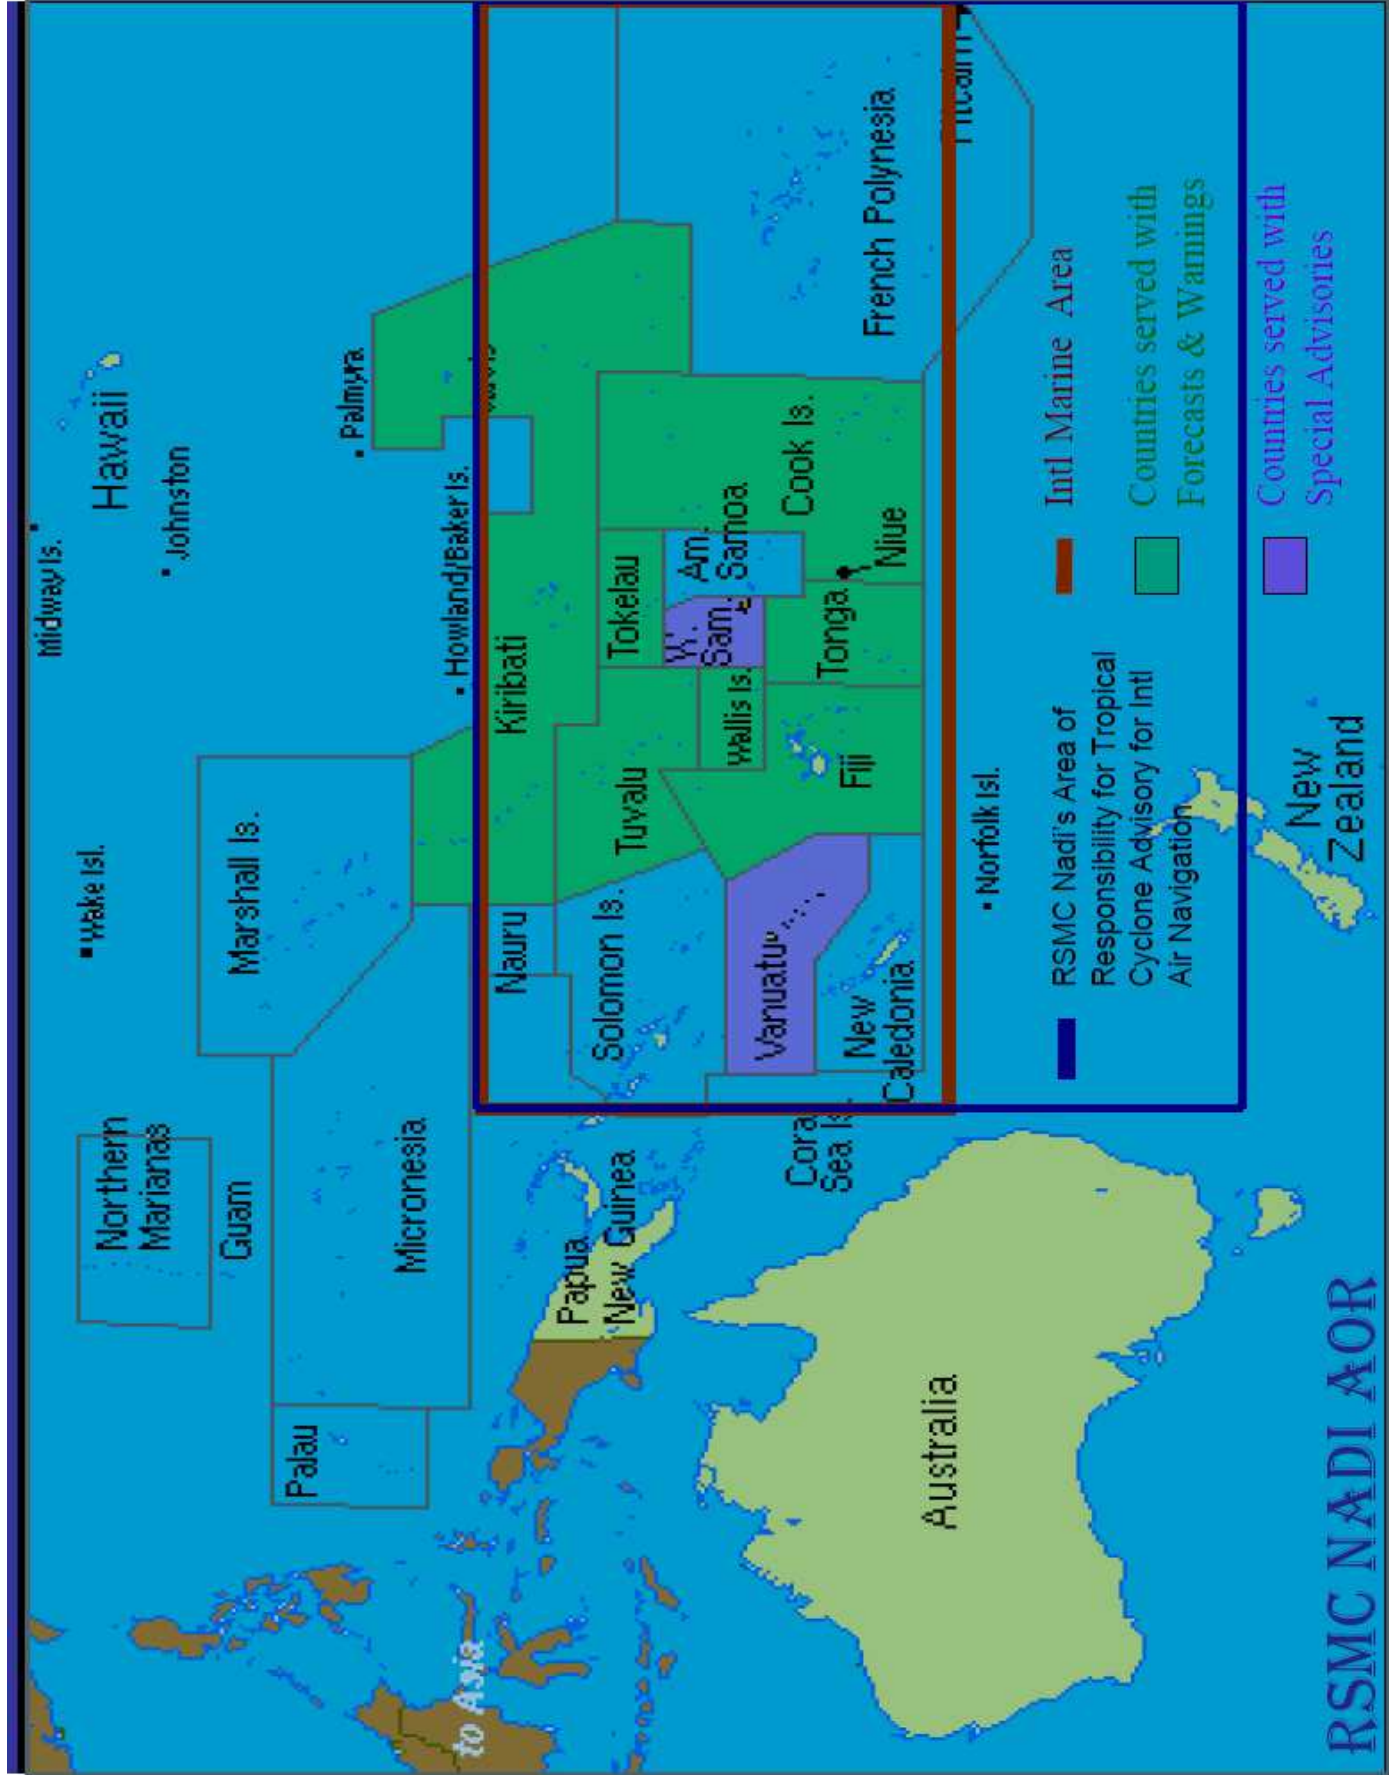 Midway Is.
Hawaii
Johnston
Wake Isl.
Northern
Marianas
Guam
Marshall Is.
Palmyra
Palau
Micronesia
Howland/Baker Is.
to Asia
Kiribati
Nauru
Papua
New Guinea
Solomon Is.
Tuvalu
Tokelau
W.
Sam.
Am.
Samoa
Wallis Is.
Vanuatu
Fiji
Tonga
Niue
Cook Is.
French Polynesia
New
Caledonia
Sea Is.
Norfolk Isl.
Australia
New
Zealand
RSMC Nadi's Area of
Responsibility for Tropical
Cyclone Advisory for Intl
Air Navigation
Intl Marine Area
Countries served with
Forecasts & Warnings
Countries served with
Special Advisories
RSMC NADI AOR